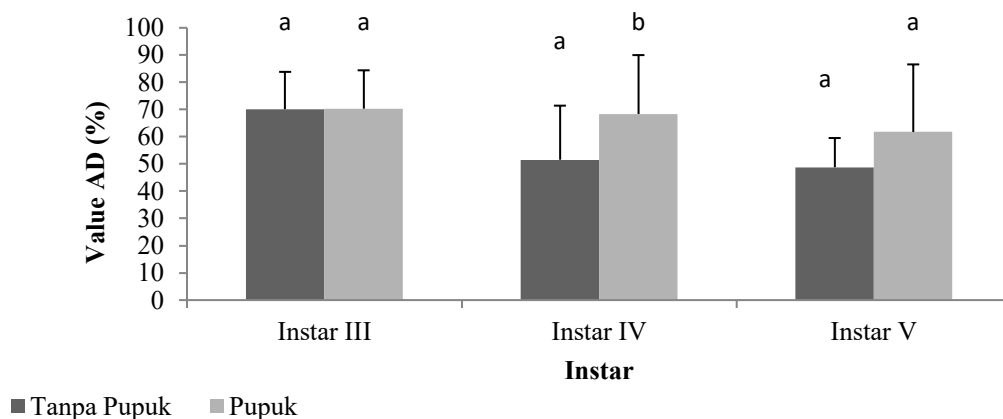 a a a b a a
100
90
80
70
60
50
40
30
20
10
0
Value AD (%)
Instar III Instar IV Instar V
Instar
Tanpa Pupuk Pupuk